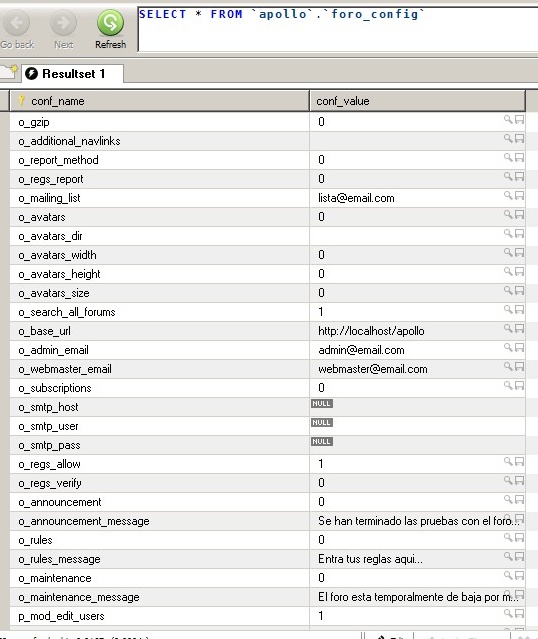 SELECT * FROM `apollo`.`foro_config`
Go back Next Refresh
Resultset 1
conf_name conf_value
o_gzip 0
o_additional_navlinks
o_report_method 0
o_regs_report 0
o_mailing_list lista@email.com
o_avatars 0
o_avatars_dir
o_avatars_width 0
o_avatars_height 0
o_avatars_size 0
o_search_all_forums 1
o_base_url http://localhost/apollo
o_admin_email admin@email.com
o_webmaster_email webmaster@email.com
o_subscriptions 0
o_smtp_host NULL
o_smtp_user NULL
o_smtp_pass NULL
o_regs_allow 1
o_regs_verify 0
o_announcement 0
o_announcement_message Se han terminado las pruebas con el foro...
o_rules 0
o_rules_message Entra tus reglas aqui...
o_maintenance 0
o_maintenance_message El foro esta temporalmente de baja por m...
p_mod_edit_users 1